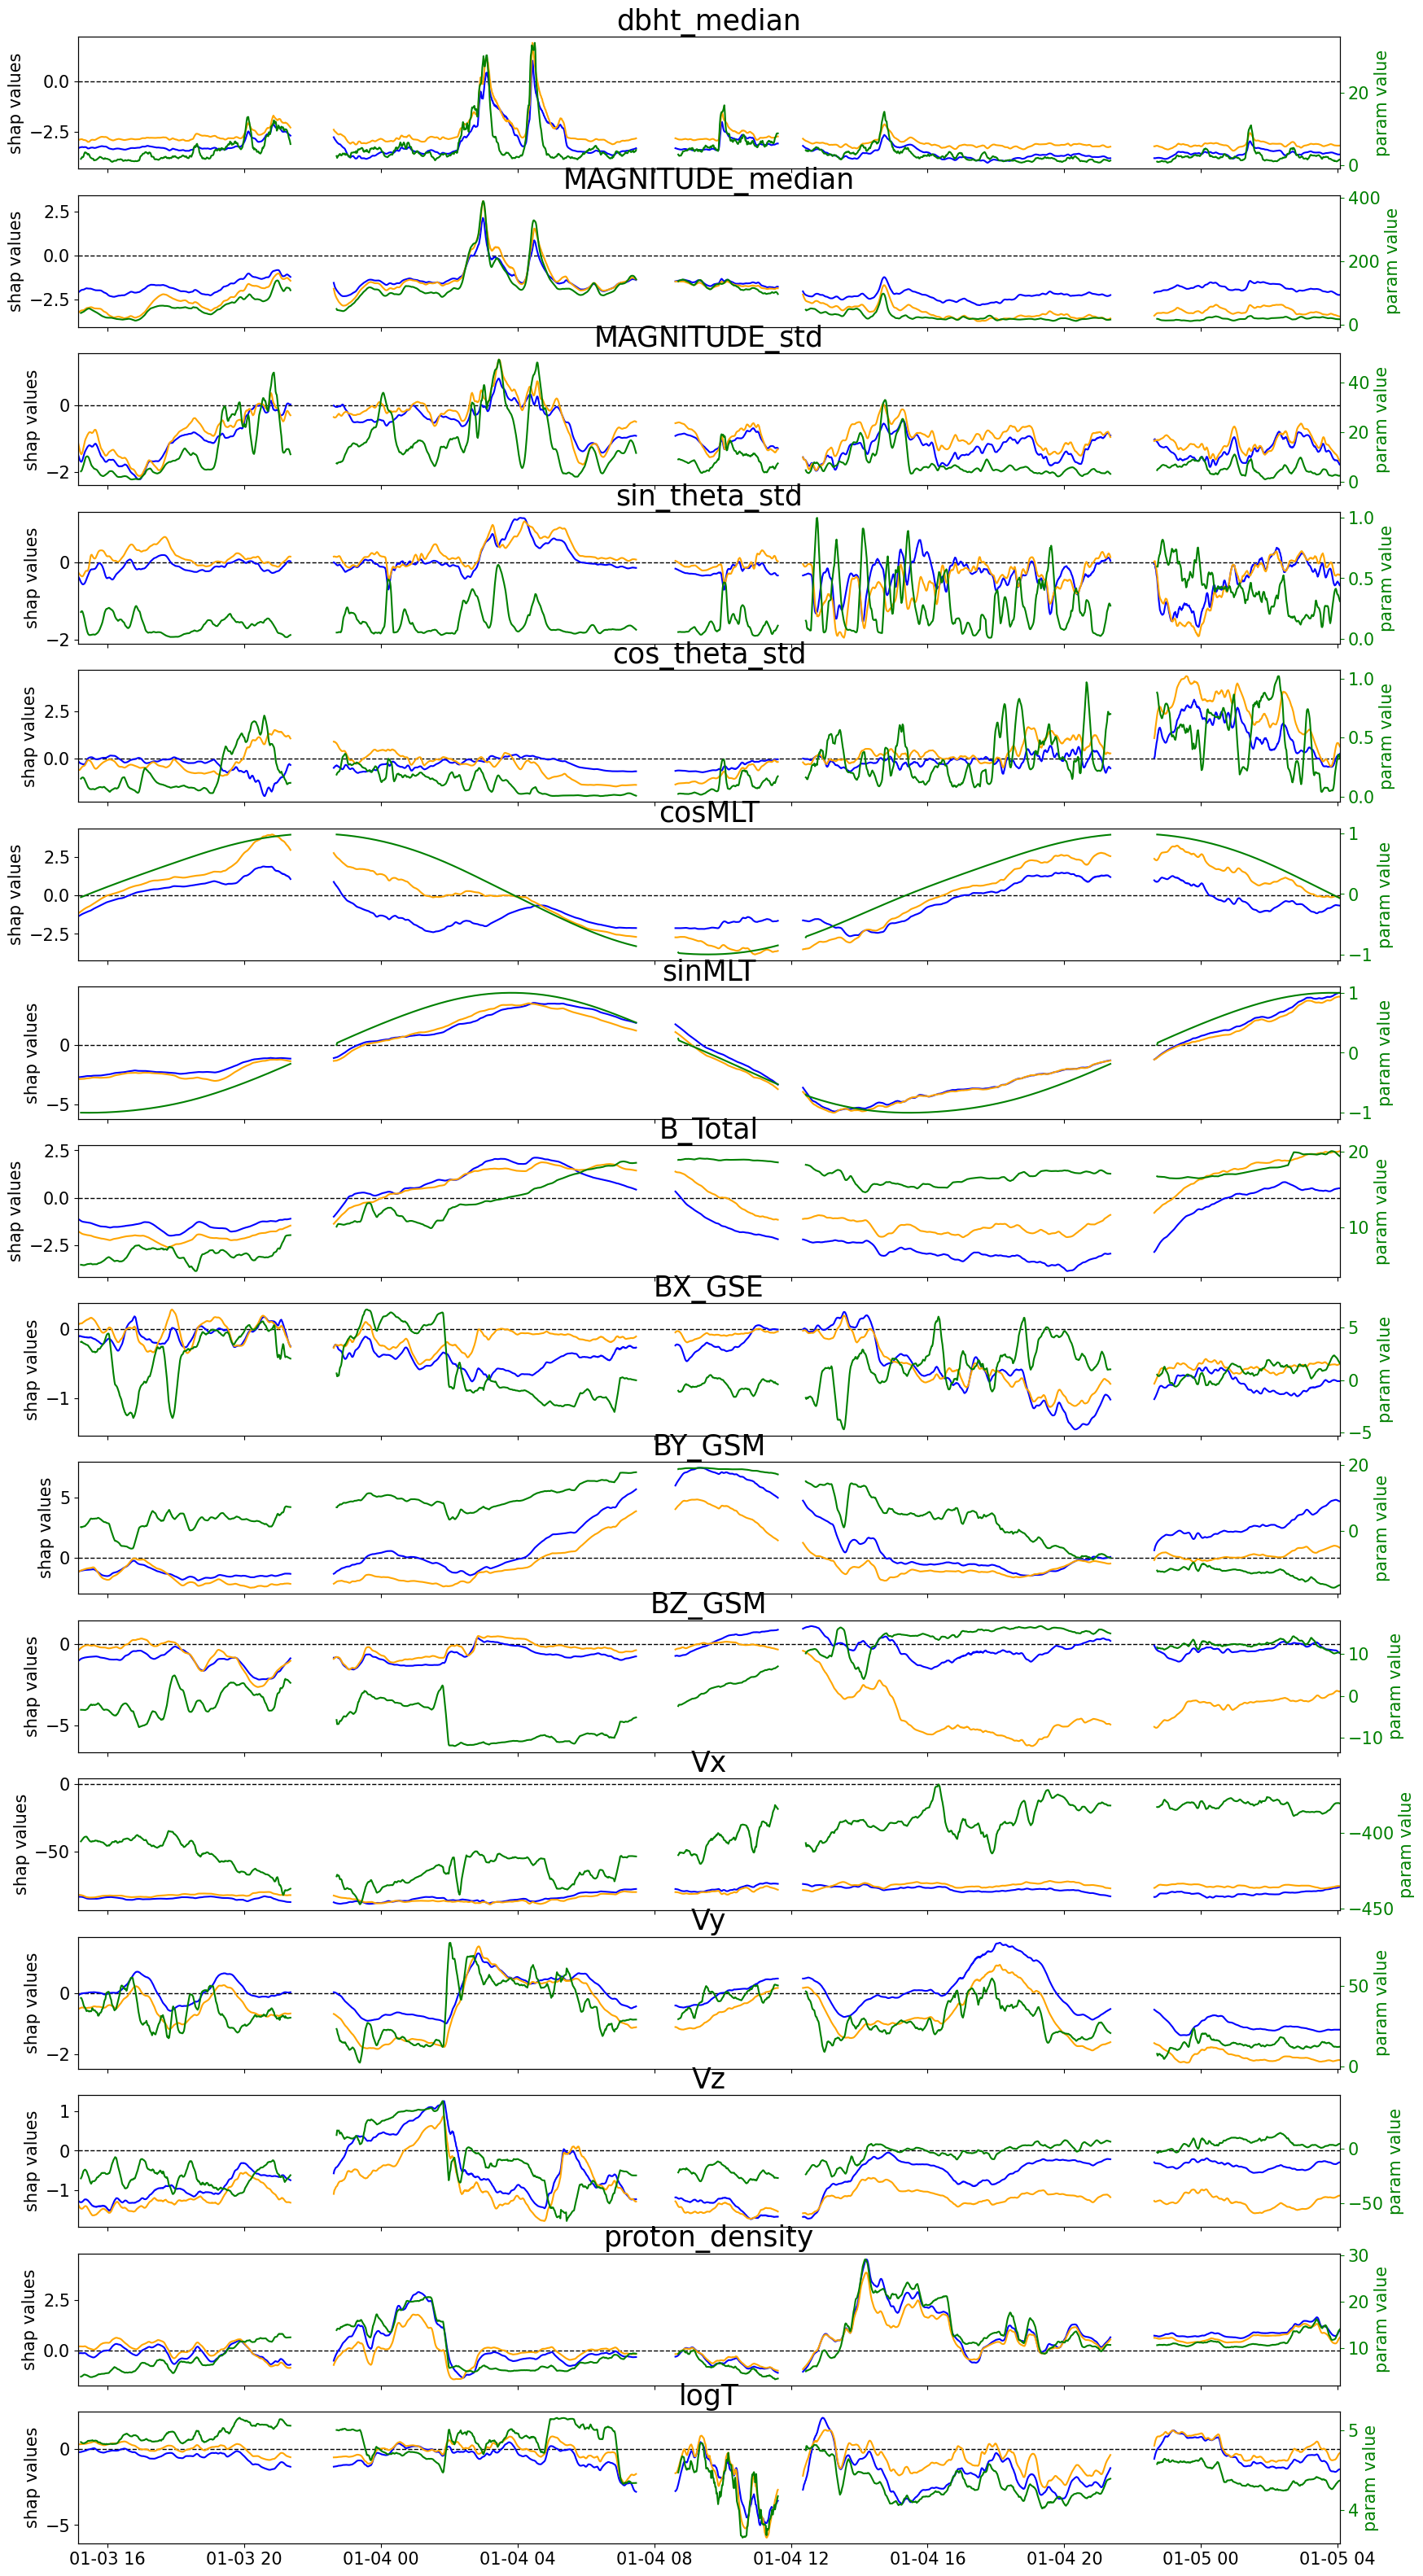 dbht_median
shap values
0.0
−2.5
20
0
param value
MAGNITUDE_median
shap values
2.5
0.0
−2.5
400
200
0
param value
MAGNITUDE_std
shap values
0
−2
40
20
0
param value
sin_theta_std
shap values
0
−2
1.0
0.5
0.0
param value
cos_theta_std
shap values
2.5
0.0
1.0
0.5
0.0
param value
cosMLT
shap values
2.5
0.0
−2.5
1
0
−1
param value
sinMLT
shap values
0
−5
1
0
−1
param value
B_Total
shap values
2.5
0.0
−2.5
20
10
param value
BX_GSE
shap values
0
−1
5
0
−5
param value
BY_GSM
shap values
5
0
20
0
param value
BZ_GSM
shap values
0
−5
10
0
−10
param value
Vx
shap values
0
−50
−400
−450
param value
Vy
shap values
0
−2
50
0
param value
Vz
shap values
1
0
−1
0
−50
param value
proton_density
shap values
2.5
0.0
30
20
10
param value
logT
shap values
0
−5
5
4
param value
01-03 16 01-03 20 01-04 00 01-04 04 01-04 08 01-04 12 01-04 16 01-04 20 01-05 00 01-05 04